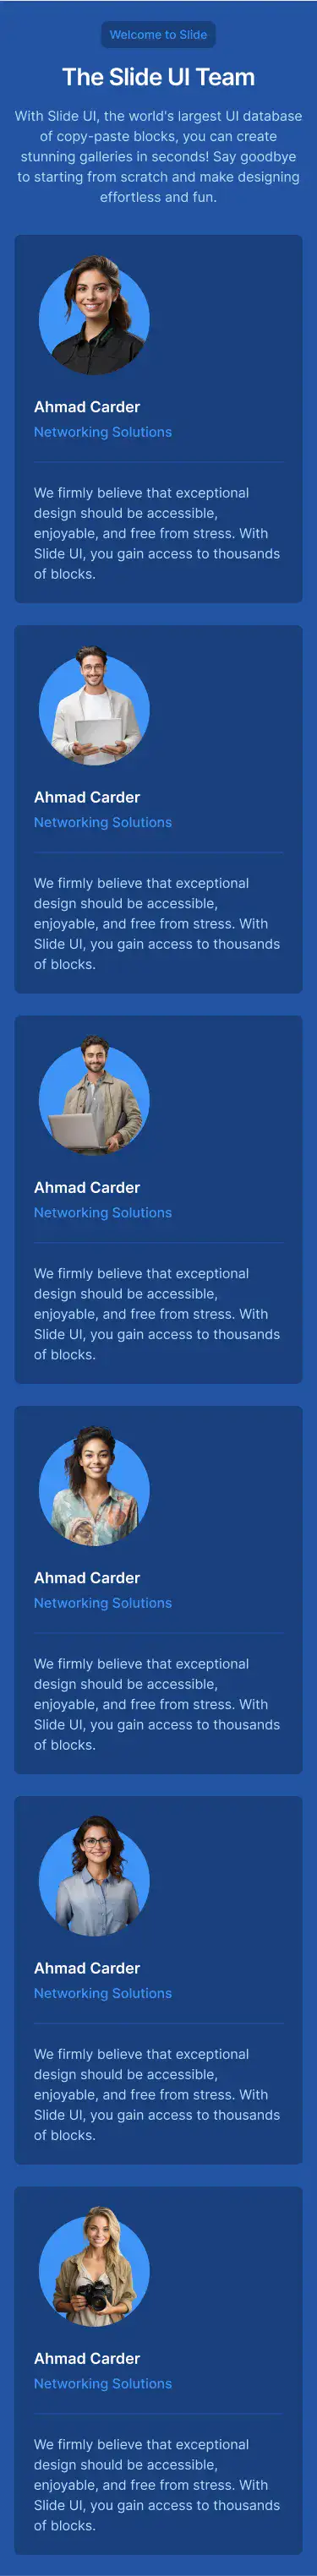 Welcome to Slide
The Slide UI Team
With Slide UI, the world's largest UI database
of copy-paste blocks, you can create
stunning galleries in seconds! Say goodbye
to starting from scratch and make designing
effortless and fun.
Ahmad Carder
Networking Solutions
We firmly believe that exceptional
design should be accessible,
enjoyable, and free from stress. With
Slide UI, you gain access to thousands
of blocks.
Ahmad Carder
Networking Solutions
We firmly believe that exceptional
design should be accessible,
enjoyable, and free from stress. With
Slide UI, you gain access to thousands
of blocks.
Ahmad Carder
Networking Solutions
We firmly believe that exceptional
design should be accessible,
enjoyable, and free from stress. With
Slide UI, you gain access to thousands
of blocks.
Ahmad Carder
Networking Solutions
We firmly believe that exceptional
design should be accessible,
enjoyable, and free from stress. With
Slide UI, you gain access to thousands
of blocks.
Ahmad Carder
Networking Solutions
We firmly believe that exceptional
design should be accessible,
enjoyable, and free from stress. With
Slide UI, you gain access to thousands
of blocks.
Ahmad Carder
Networking Solutions
We firmly believe that exceptional
design should be accessible,
enjoyable, and free from stress. With
Slide UI, you gain access to thousands
of blocks.